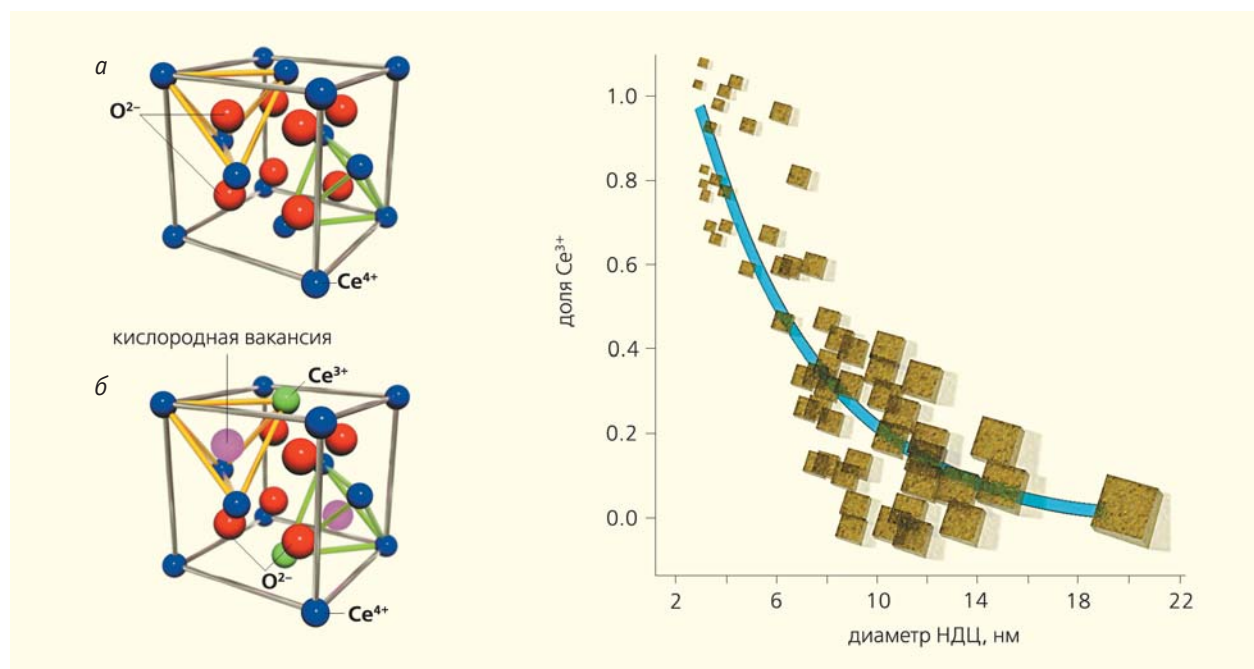 а
O²⁻
Ce⁴⁺
кислородная вакансия
б
Ce³⁺
O²⁻
Ce⁴⁺
доля Ce³⁺
1.0
0.8
0.6
0.4
0.2
0.0
2 6 10 14 18 22
диаметр НДЦ, нм